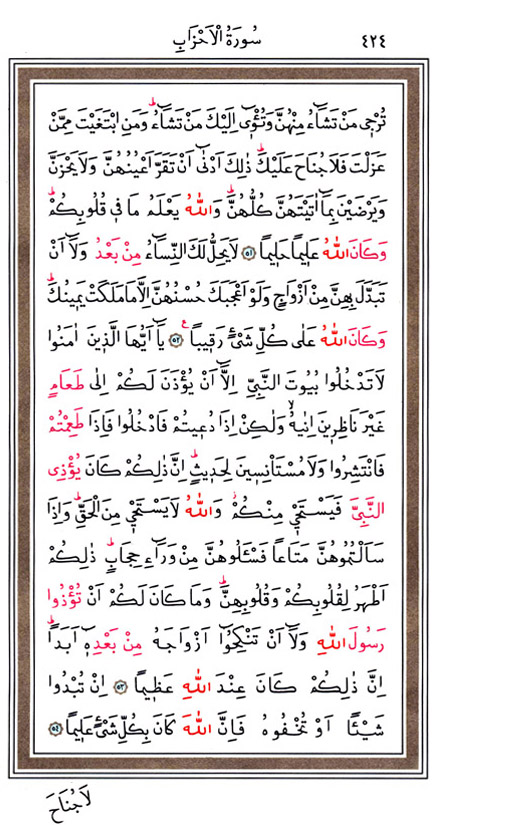 ٤٢٤
سُورَةُ الْاَحْزَابِ
تُرْجِي مَنْ تَشَٓاءُ مِنْهُنَّ وَتُـْٔوِٓي اِلَيْكَ مَنْ تَشَٓاءُۜ وَمَنِ ابْتَغَيْتَ مِمَّنْ
عَزَلْتَ فَلَا جُنَاحَ عَلَيْكَۜ ذٰلِكَ اَدْنٰٓى اَنْ تَقَرَّ اَعْيُنُهُنَّ وَلَا يَحْزَنَّ
وَيَرْضَيْنَ بِمَٓا اٰتَيْتَهُنَّ كُلُّهُنَّۜ وَاللّٰهُ يَعْلَمُ مَا فٖي قُلُوبِكُمْۜ
وَكَانَ اللّٰهُ عَلٖيمًا حَلٖيمًا ﴿٥١﴾ لَا يَحِلُّ لَكَ النِّسَٓاءُ مِنْ بَعْدُ وَلَٓا اَنْ
تَبَدَّلَ بِهِنَّ مِنْ اَزْوَاجٍ وَلَوْ اَعْجَبَكَ حُسْنُهُنَّ اِلَّا مَا مَلَكَتْ يَمٖينُكَۜ
وَكَانَ اللّٰهُ عَلٰى كُلِّ شَيْءٍ رَقٖيبًاࣖ ﴿٥٢﴾ يَٓا اَيُّهَا الَّذٖينَ اٰمَنُوا
لَا تَدْخُلُوا بُيُوتَ النَّبِيِّ اِلَّٓا اَنْ يُؤْذَنَ لَكُمْ اِلٰى طَعَامٍ
غَيْرَ نَاظِرٖينَ اِنٰيهُۙ وَلٰكِنْ اِذَا دُعٖيتُمْ فَادْخُلُوا فَاِذَا طَعِمْتُمْ
فَانْتَشِرُوا وَلَا مُسْتَأْنِسٖينَ لِحَدٖيثٍۜ اِنَّ ذٰلِكُمْ كَانَ يُؤْذِي
النَّبِيَّ فَيَسْتَحْيٖ مِنْكُمْۘ وَاللّٰهُ لَا يَسْتَحْيٖ مِنَ الْحَقِّۜ وَاِذَا
سَاَلْتُمُوهُنَّ مَتَاعًا فَسْـَٔلُوهُنَّ مِنْ وَرَٓاءِ حِجَابٍۜ ذٰلِكُمْ
اَطْهَرُ لِقُلُوبِكُمْ وَقُلُوبِهِنَّۜ وَمَا كَانَ لَكُمْ اَنْ تُؤْذُوا
رَسُولَ اللّٰهِ وَلَٓا اَنْ تَنْكِحُٓوا اَزْوَاجَهُ مِنْ بَعْدِهٖٓ اَبَدًاۜ
اِنَّ ذٰلِكُمْ كَانَ عِنْدَ اللّٰهِ عَظٖيمًا ﴿٥٣﴾ اِنْ تُبْدُوا
شَيْـًٔا اَوْ تُخْفُوهُ فَاِنَّ اللّٰهَ كَانَ بِكُلِّ شَيْءٍ عَلٖيمًا ﴿٥٤﴾
لَا جُنَاحَ